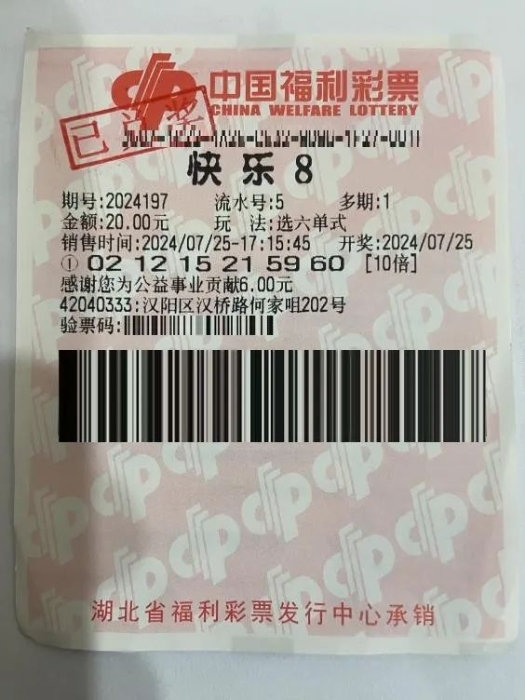 中国福利彩票
CHINA WELFARE LOTTERY
快乐8
期号:2024197 流水号:5 多期:1
金额:20.00元 玩 法:选六单式
销售时间:2024/07/25-17:15:45 开奖:2024/07/25
① 02 12 15 21 59 60 [10倍]
感谢您为公益事业贡献6.00元
42040333:汉阳区汉桥路何家咀202号
验票码:
湖北省福利彩票发行中心承销